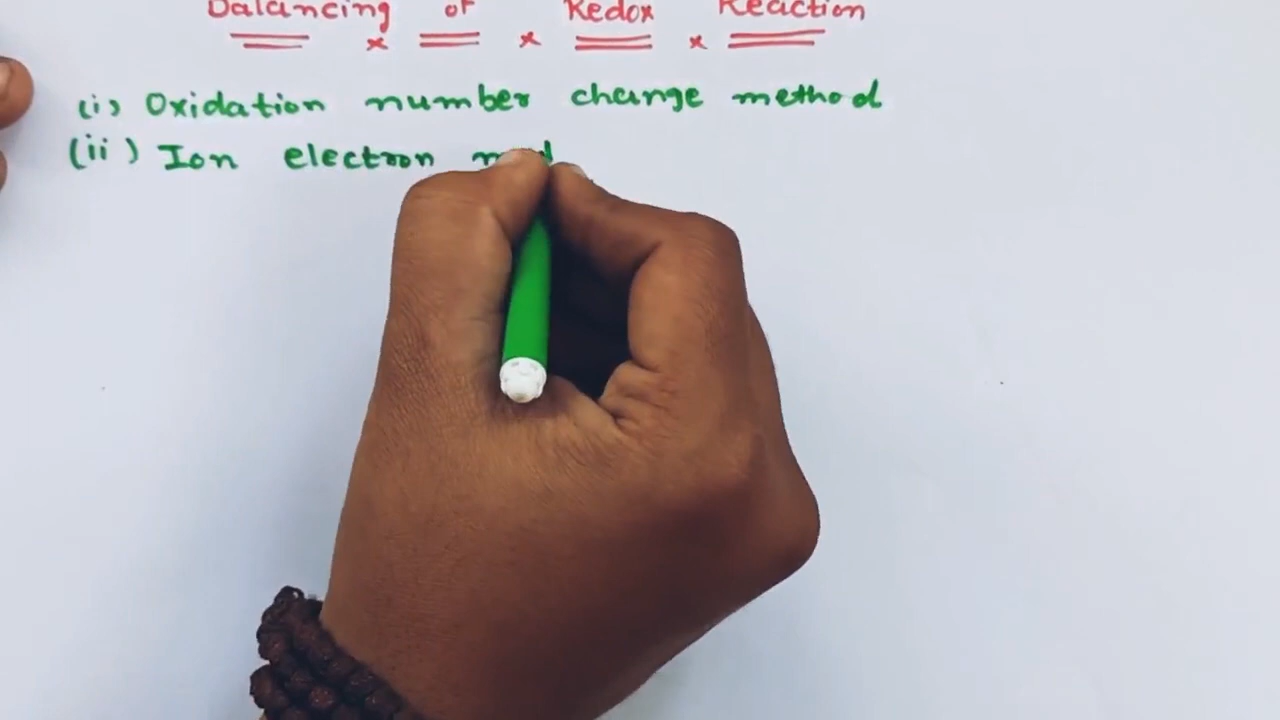 Balancing of Redox Reaction
(i) Oxidation number change method
(ii) Ion electron